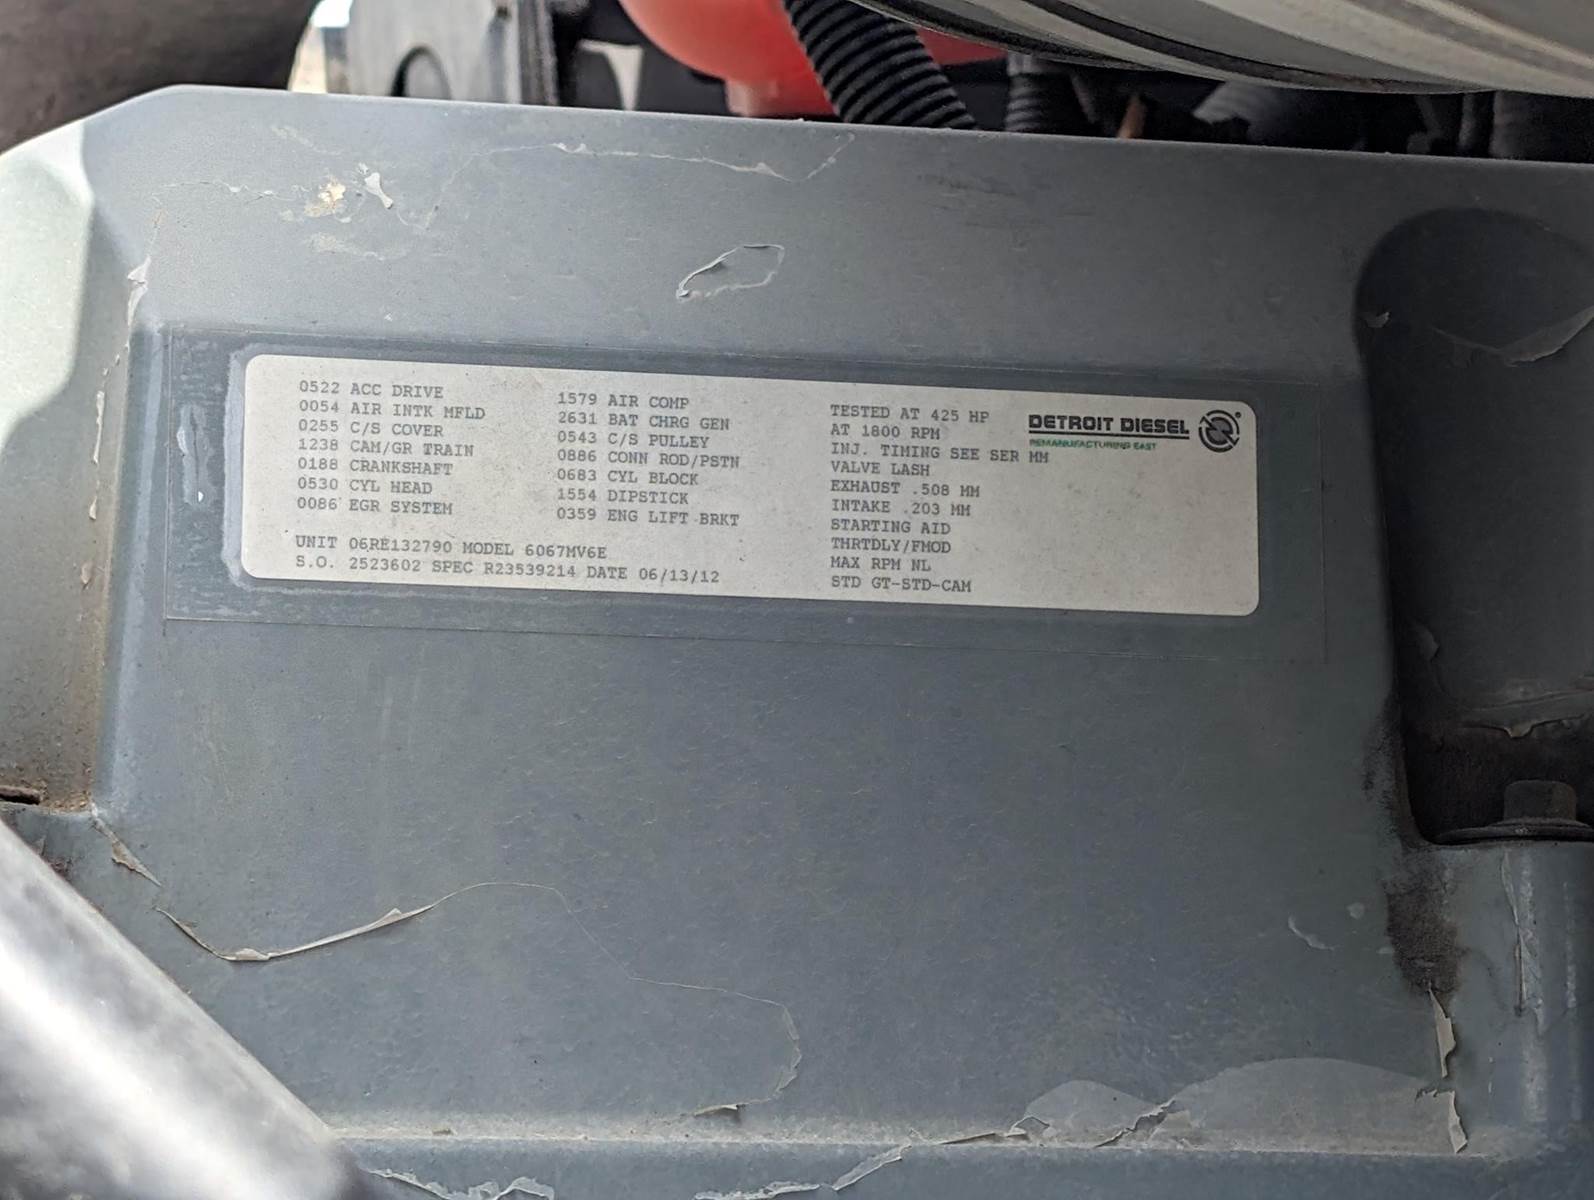 0522 ACC DRIVE
0054 AIR INTK MFLD
0255 C/S COVER
1238 CAM/GR TRAIN
0188 CRANKSHAFT
0530 CYL HEAD
0086 EGR SYSTEM
1579 AIR COMP
2631 BAT CHRG GEN
0543 C/S PULLEY
0886 CONN ROD/PSTN
0683 CYL BLOCK
1554 DIPSTICK
0359 ENG LIFT BRKT
UNIT 06RE132790 MODEL 6067MV6E
S.O. 2523602 SPEC R23539214 DATE 06/13/12
TESTED AT 425 HP
AT 1800 RPM
INJ. TIMING SEE SER MM
VALVE LASH
EXHAUST .508 MM
INTAKE .203 MM
STARTING AID
THRTDLY/FMOD
MAX RPM NL
STD GT-STD-CAM
DETROIT DIESEL
REMANUFACTURING EAST